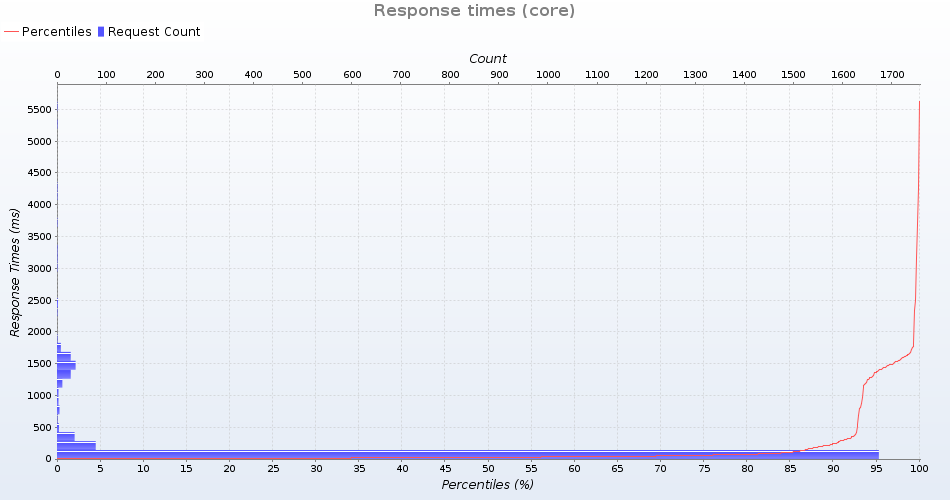 Response times (core)
Percentiles Request Count
Count
0 100 200 300 400 500 600 700 800 900 1000 1100 1200 1300 1400 1500 1600 1700
5500
5000
4500
4000
3500
3000
2500
2000
1500
1000
500
0
Response Times (ms)
0 5 10 15 20 25 30 35 40 45 50 55 60 65 70 75 80 85 90 95 100
Percentiles (%)